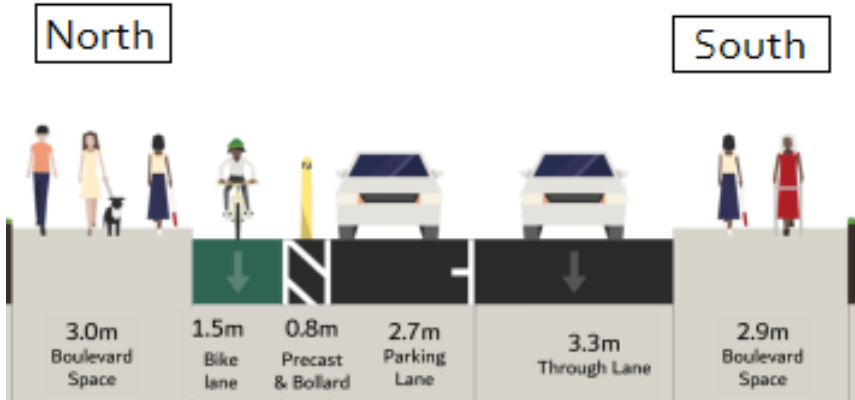 North
South
3.0m
Boulevard
Space
1.5m
Bike
lane
0.8m
Precast
& Bollard
2.7m
Parking
Lane
3.3m
Through Lane
2.9m
Boulevard
Space